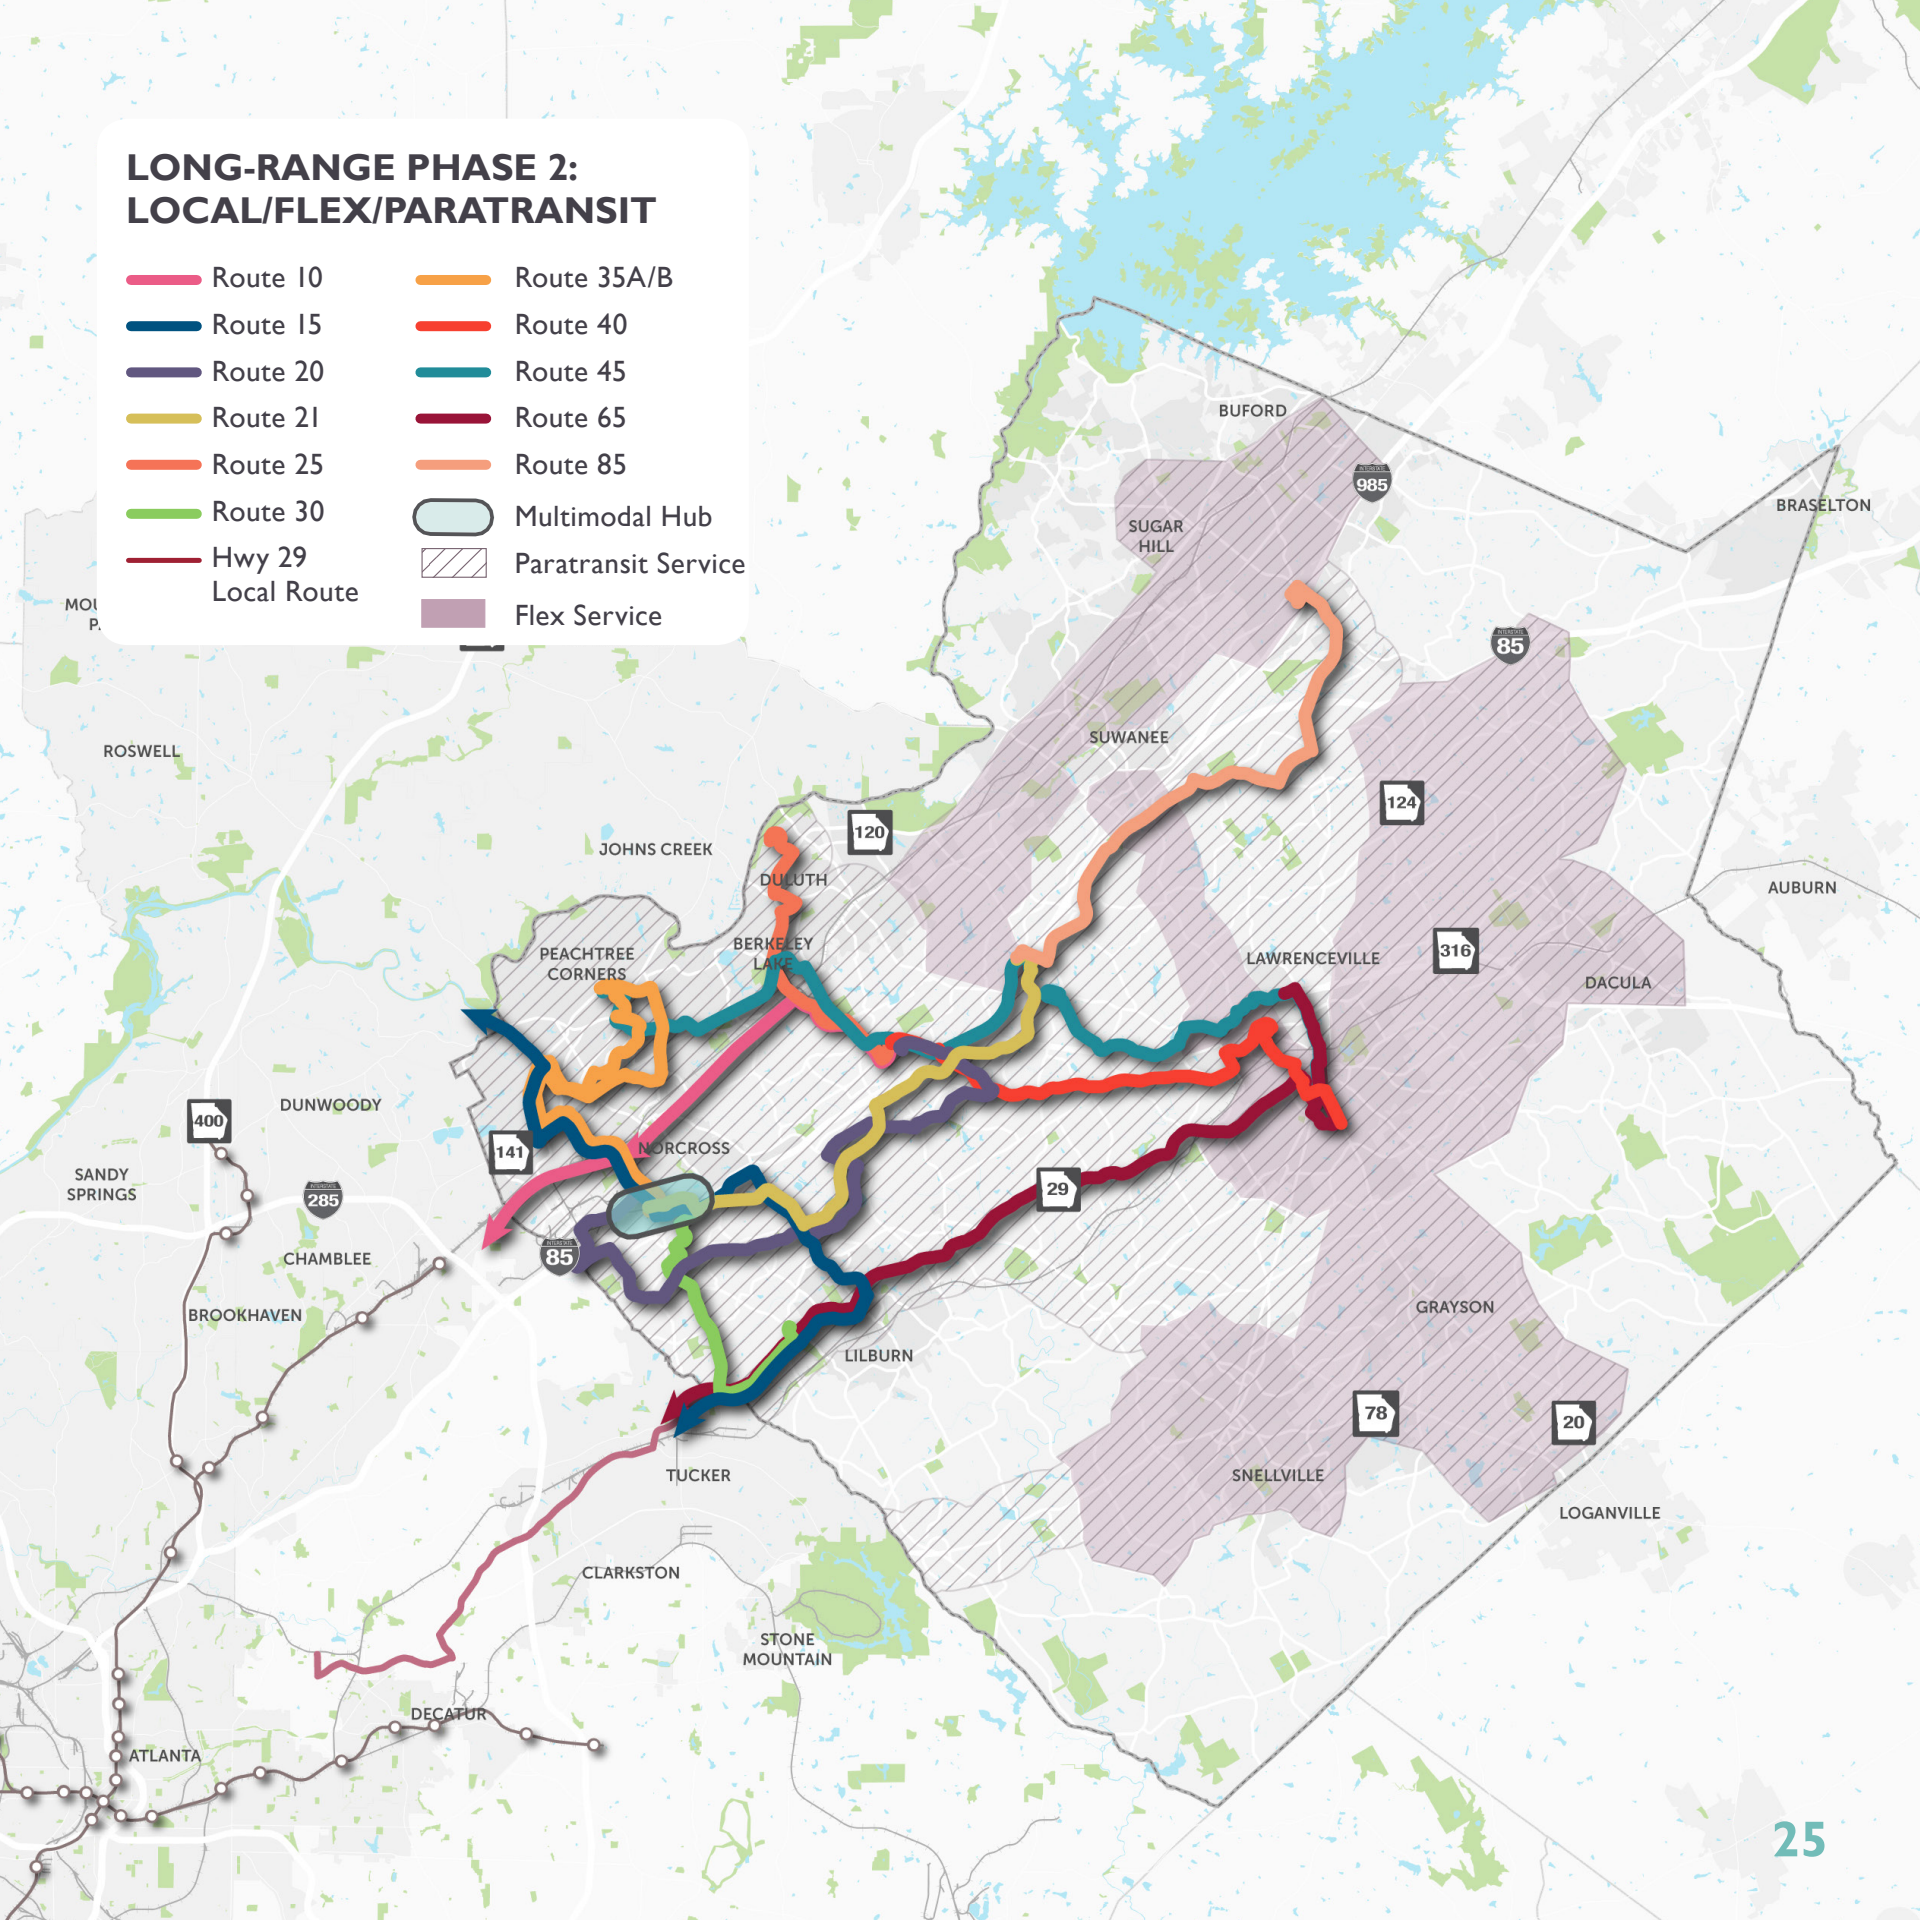 LONG-RANGE PHASE 2:
LOCAL/FLEX/PARATRANSIT
Route 10
Route 15
Route 20
Route 21
Route 25
Route 30
Hwy 29
Local Route
Route 35A/B
Route 40
Route 45
Route 65
Route 85
Multimodal Hub
Paratransit Service
Flex Service
BUFORD
INTERSTATE
985
BRASELTON
SUGAR
HILL
INTERSTATE
85
ROSWELL
SUWANEE
124
120
JOHNS CREEK
DULUTH
AUBURN
BERKELEY
LAKE
PEACHTREE
CORNERS
LAWRENCEVILLE
316
DACULA
DUNWOODY
400
141
NORCROSS
SANDY
SPRINGS
INTERSTATE
285
29
CHAMBLEE
INTERSTATE
85
BROOKHAVEN
GRAYSON
LILBURN
78
20
TUCKER
SNELLVILLE
LOGANVILLE
CLARKSTON
STONE
MOUNTAIN
DECATUR
ATLANTA
25